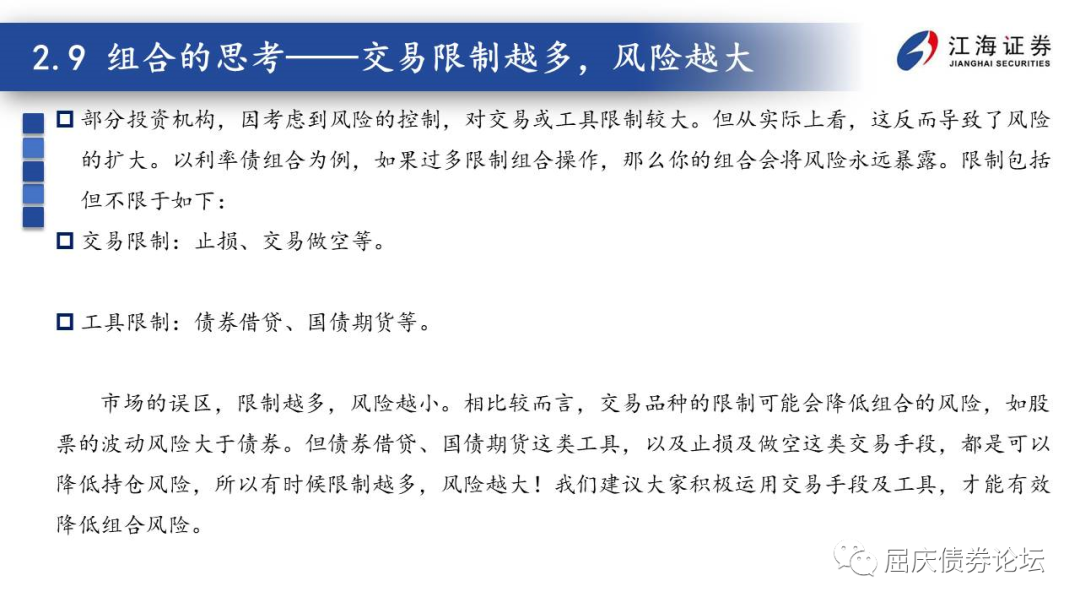 2.9 组合的思考——交易限制越多，风险越大
江海证券
JIANGHAI SECURITIES
部分投资机构，因考虑到风险的控制，对交易或工具限制较大。但从实际上看，这反而导致了风险
的扩大。以利率债组合为例，如果过多限制组合操作，那么你的组合会将风险永远暴露。限制包括
但不限于如下：
交易限制：止损、交易做空等。
工具限制：债券借贷、国债期货等。
市场的误区，限制越多，风险越小。相比较而言，交易品种的限制可能会降低组合的风险，如股
票的波动风险大于债券。但债券借贷、国债期货这类工具，以及止损及做空这类交易手段，都是可以
降低持仓风险，所以有时候限制越多，风险越大！我们建议大家积极运用交易手段及工具，才能有效
降低组合风险。
屈庆债券论坛